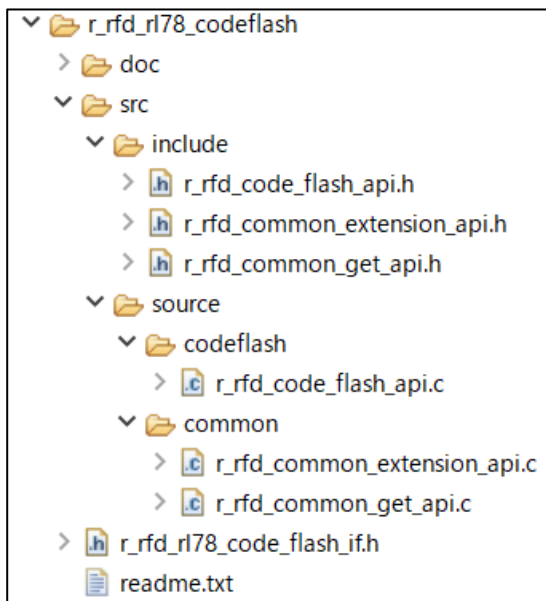 r_rfd_rl78_codeflash
doc
src
include
r_rfd_code_flash_api.h
r_rfd_common_extension_api.h
r_rfd_common_get_api.h
source
codeflash
r_rfd_code_flash_api.c
common
r_rfd_common_extension_api.c
r_rfd_common_get_api.c
r_rfd_rl78_code_flash_if.h
readme.txt